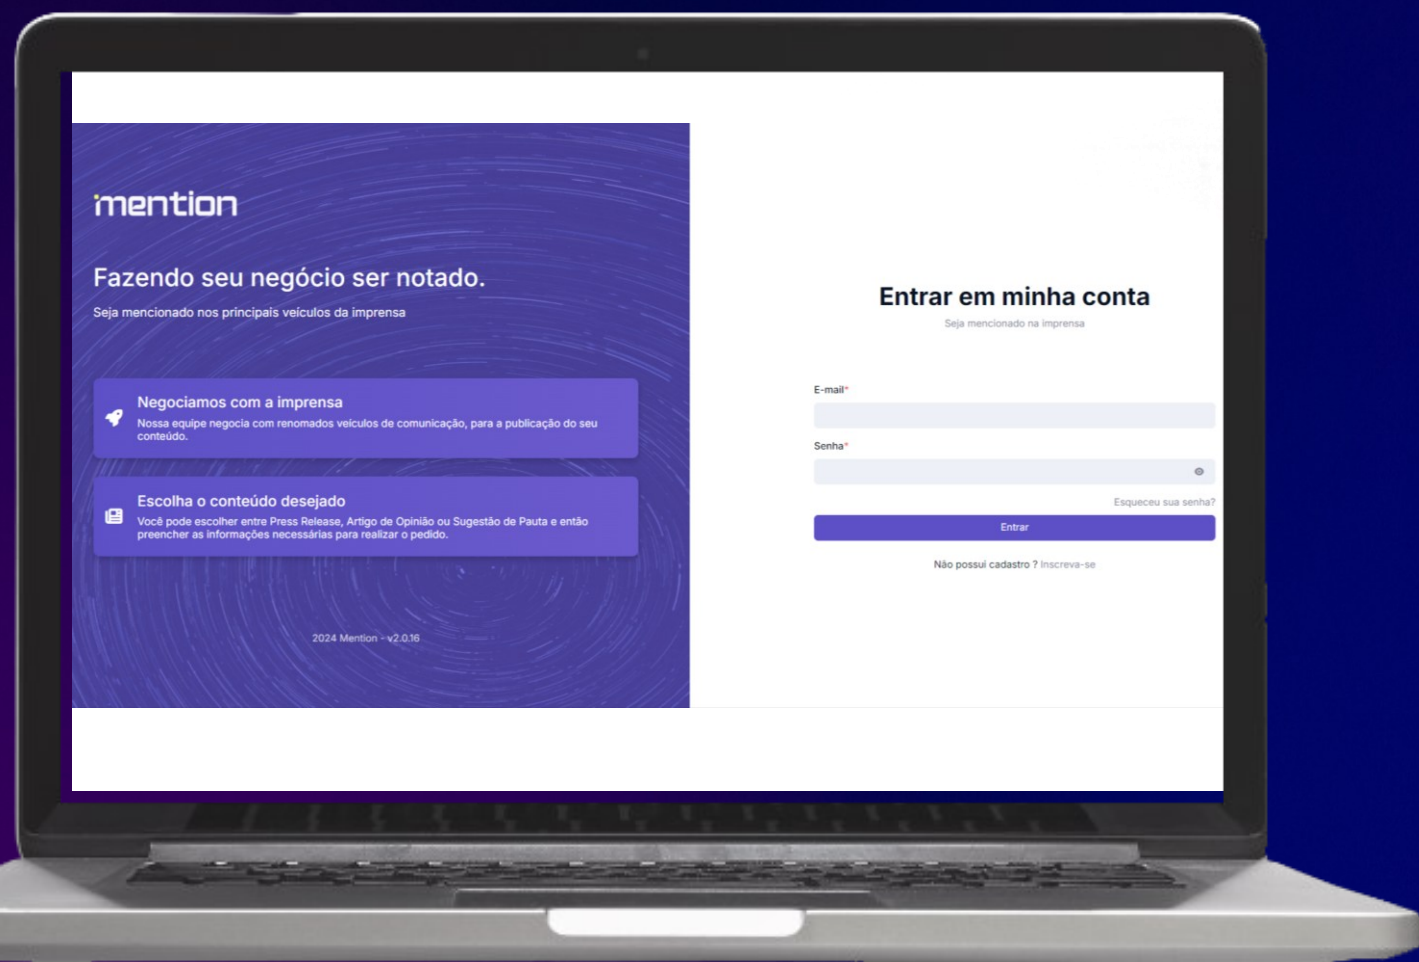 mention
Fazendo seu negócio ser notado.
Seja mencionado nos principais veículos da imprensa
Negociamos com a imprensa
Nossa equipe negocia com renomados veículos de comunicação, para a publicação do seu
conteúdo.
Escolha o conteúdo desejado
Você pode escolher entre Press Release, Artigo de Opinião ou Sugestão de Pauta e então
preencher as informações necessárias para realizar o pedido.
2024 Mention - v2.0.16
Entrar em minha conta
Seja mencionado na imprensa
E-mail*
Senha*
Esqueceu sua senha?
Entrar
Não possui cadastro ? Inscreva-se